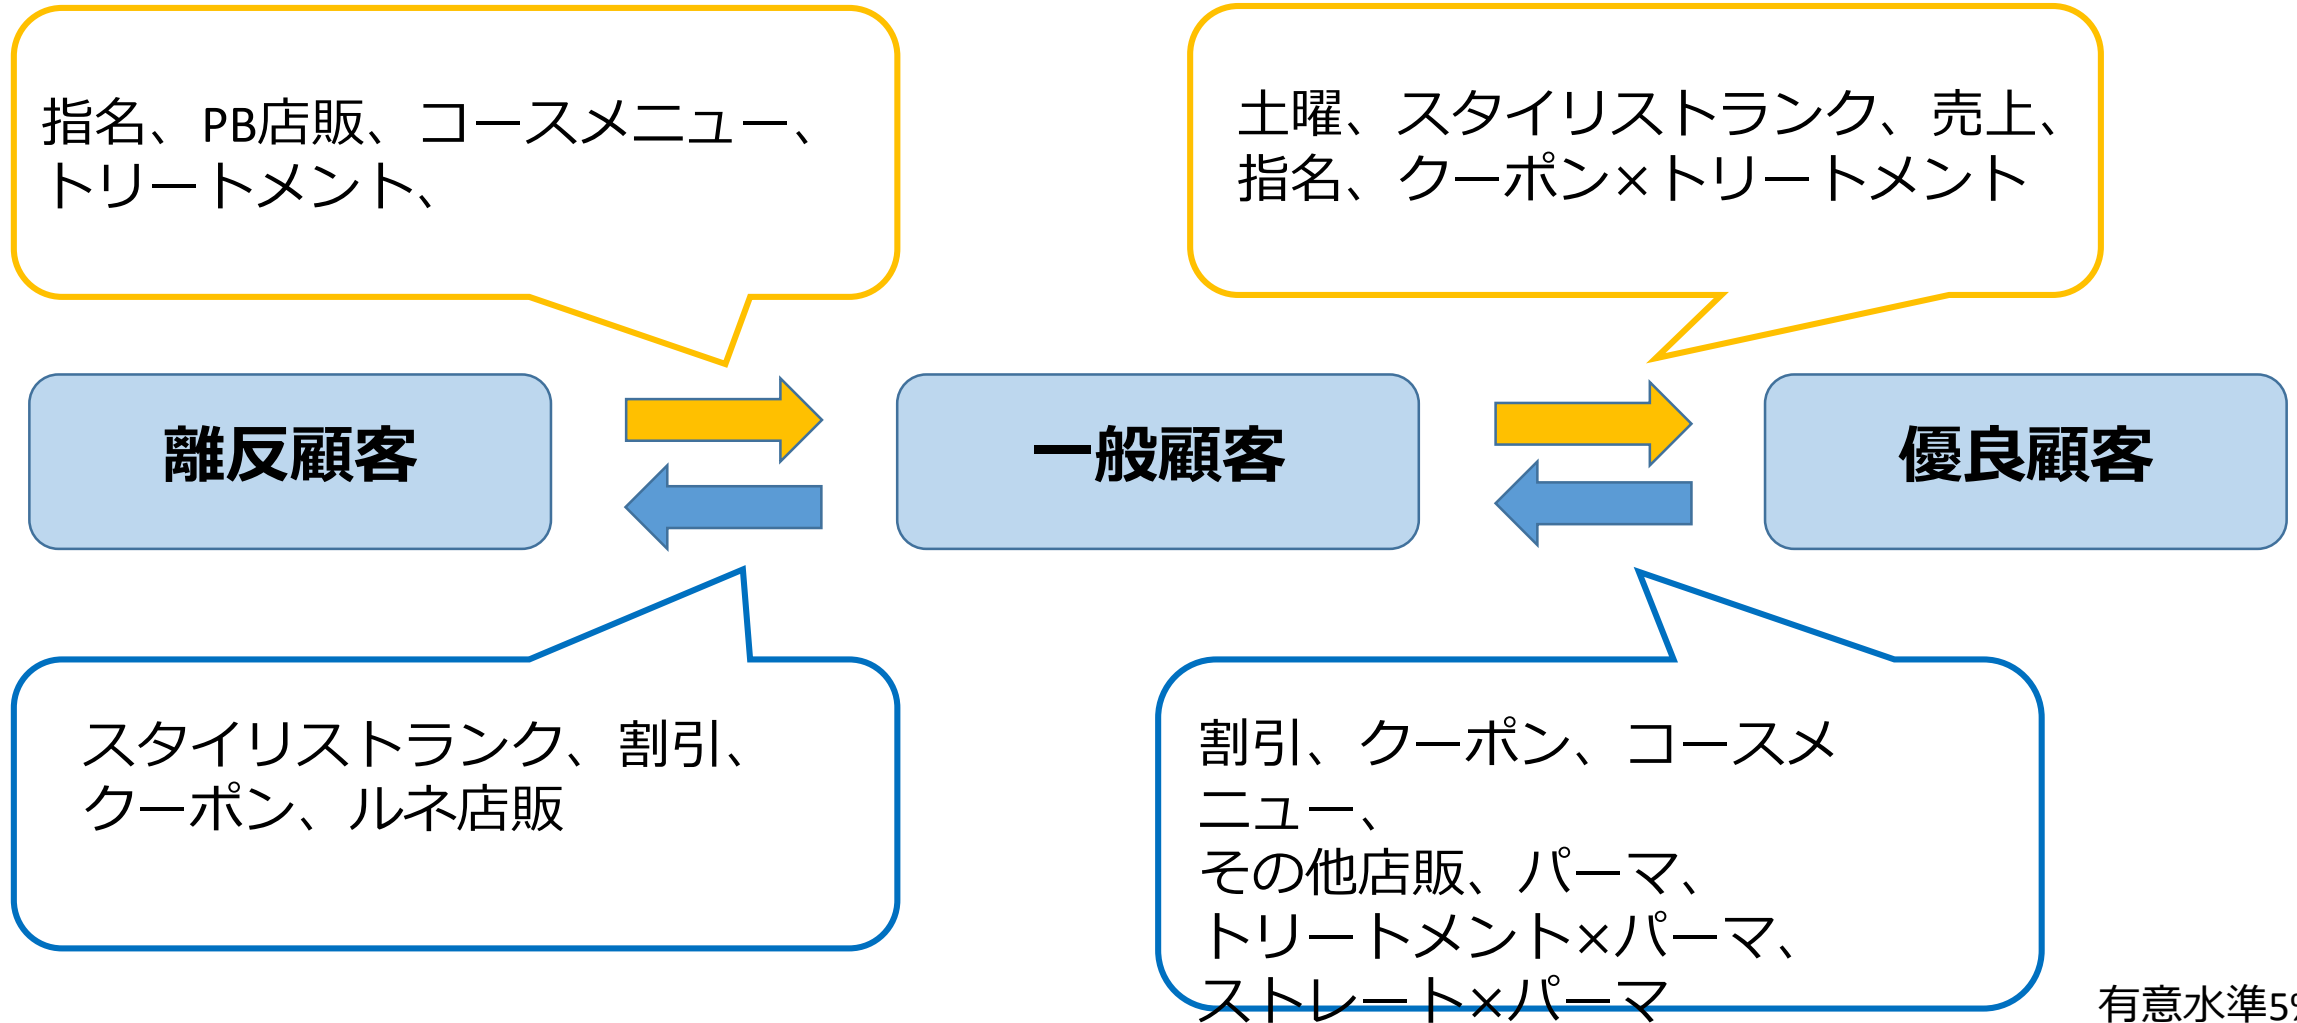 指名、PB店販、コースメニュー、
トリートメント、
土曜、スタイリストランク、売上、
指名、クーポン×トリートメント
離反顧客
一般顧客
優良顧客
スタイリストランク、割引、
クーポン、ルネ店販
割引、クーポン、コースメ
ニュー、
その他店販、パーマ、
トリートメント×パーマ、
ストレート×パーマ
有意水準5%